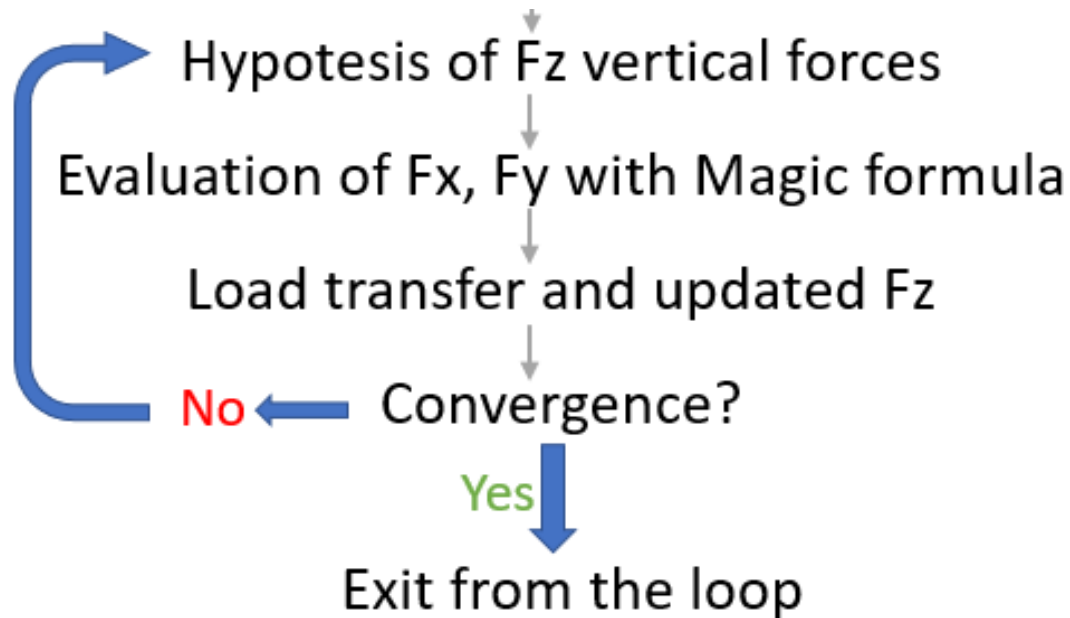 Hypotesis of Fz vertical forces
Evaluation of Fx, Fy with Magic formula
Load transfer and updated Fz
No Convergence?
Yes
Exit from the loop